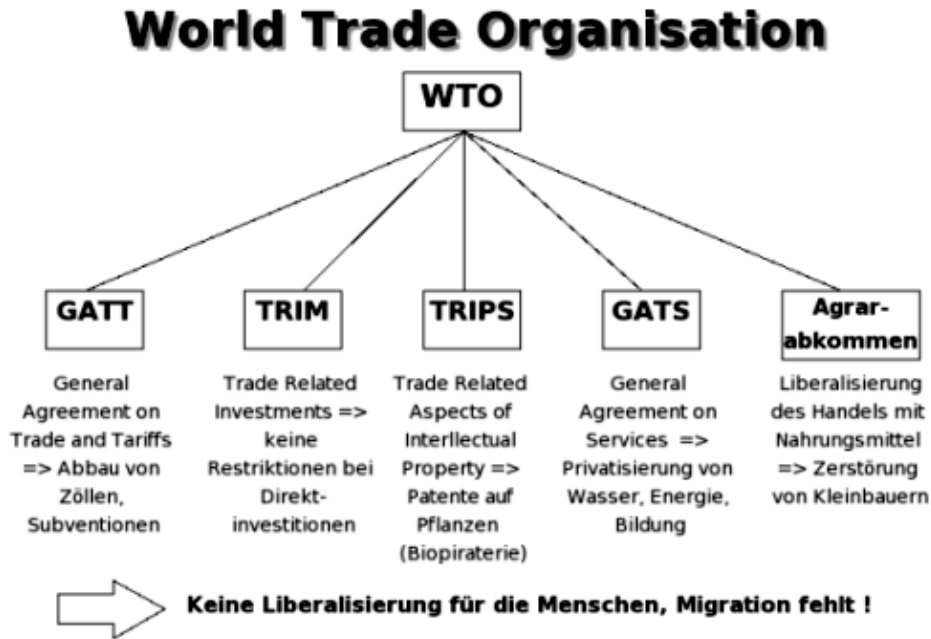 World Trade Organisation
WTO
GATT
General
Agreement on
Trade and Tariffs
=> Abbau von
Zöllen,
Subventionen
TRIM
Trade Related
Investments =>
keine
Restriktionen bei
Direkt-
investitionen
TRIPS
Trade Related
Aspects of
Interllectual
Property =>
Patente auf
Pflanzen
(Biopiraterie)
GATS
General
Agreement on
Services =>
Privatisierung von
Wasser, Energie,
Bildung
Agrar-
abkommen
Liberalisierung
des Handels mit
Nahrungsmittel
=> Zerstörung
von Kleinbauern
Keine Liberalisierung für die Menschen, Migration fehlt !